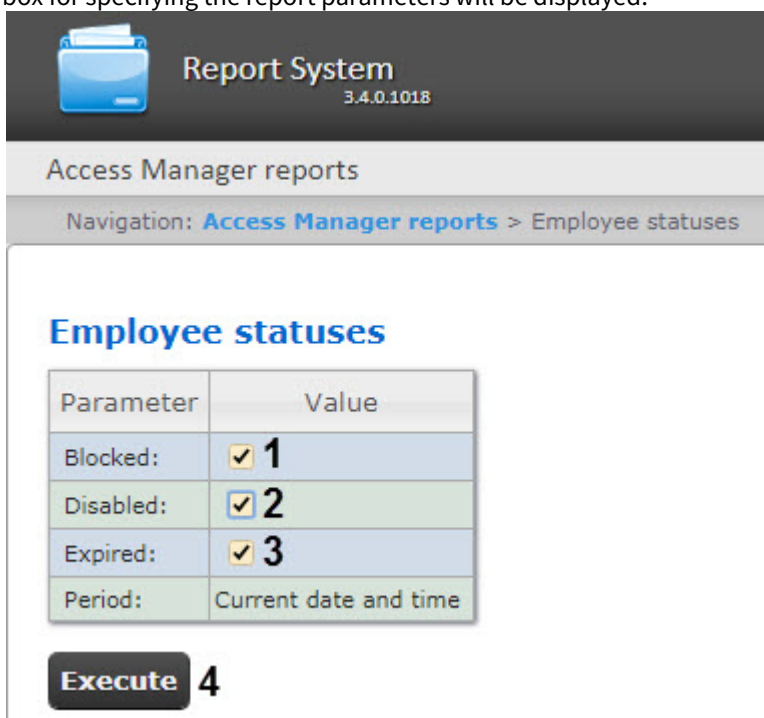 box for specifying the report parameters will be displayed.
Report System
3.4.0.1018
Access Manager reports
Navigation: Access Manager reports > Employee statuses
Employee statuses
Parameter Value
Blocked: 1
Disabled: 2
Expired: 3
Period: Current date and time
Execute 4